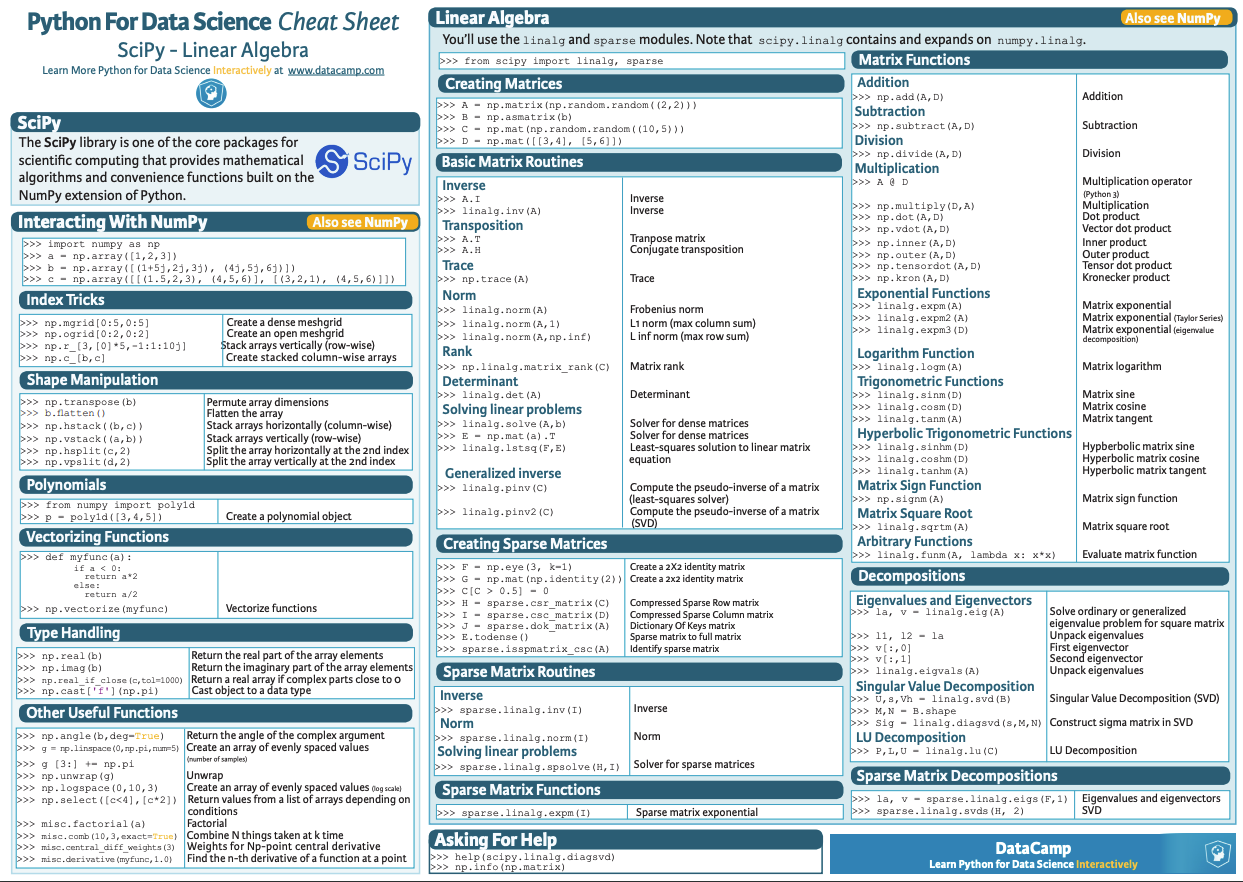 Python For Data Science Cheat Sheet
SciPy - Linear Algebra
Learn More Python for Data Science Interactively at www.datacamp.com
SciPy
The SciPy library is one of the core packages for
scientific computing that provides mathematical
algorithms and convenience functions built on the
NumPy extension of Python.
SciPy
Interacting With NumPy
Also see NumPy
>>> import numpy as np
>>> a = np.array([1,2,3])
>>> b = np.array([(1+5j,2j,3j), (4j,5j,6j)])
>>> c = np.array([[(1.5,2,3), (4,5,6)], [(3,2,1), (4,5,6)]])
Index Tricks
>>> np.mgrid[0:5,0:5] Create a dense meshgrid
>>> np.ogrid[0:2,0:2] Create an open meshgrid
>>> np.r_[3,[0]*5,-1:1:10j] Stack arrays vertically (row-wise)
>>> np.c_[b,c] Create stacked column-wise arrays
Shape Manipulation
>>> np.transpose(b) Permute array dimensions
>>> b.flatten() Flatten the array
>>> np.hstack((b,c)) Stack arrays horizontally (column-wise)
>>> np.vstack((a,b)) Stack arrays vertically (row-wise)
>>> np.hsplit(c,2) Split the array horizontally at the 2nd index
>>> np.vpslit(d,2) Split the array vertically at the 2nd index
Polynomials
>>> from numpy import poly1d
>>> p = poly1d([3,4,5]) Create a polynomial object
Vectorizing Functions
>>> def myfunc(a):
if a < 0:
return a*2
else:
return a/2
>>> np.vectorize(myfunc) Vectorize functions
Type Handling
>>> np.real(b) Return the real part of the array elements
>>> np.imag(b) Return the imaginary part of the array elements
>>> np.real_if_close(c,tol=1000) Return a real array if complex parts close to 0
>>> np.cast['f'](np.pi) Cast object to a data type
Other Useful Functions
>>> np.angle(b,deg=True) Return the angle of the complex argument
>>> g = np.linspace(0,np.pi,num=5) Create an array of evenly spaced values
(number of samples)
>>> g [3:] += np.pi
>>> np.unwrap(g) Unwrap
>>> np.logspace(0,10,3) Create an array of evenly spaced values (log scale)
>>> np.select([c<4],[c*2]) Return values from a list of arrays depending on
conditions
>>> misc.factorial(a) Factorial
>>> misc.comb(10,3,exact=True) Combine N things taken at k time
>>> misc.central_diff_weights(3) Weights for Np-point central derivative
>>> misc.derivative(myfunc,1.0) Find the n-th derivative of a function at a point
Linear Algebra
Also see NumPy
You'll use the linalg and sparse modules. Note that scipy.linalg contains and expands on numpy.linalg.
>>> from scipy import linalg, sparse
Creating Matrices
>>> A = np.matrix(np.random.random((2,2)))
>>> B = np.asmatrix(b)
>>> C = np.mat(np.random.random((10,5)))
>>> D = np.mat([[3,4], [5,6]])
Basic Matrix Routines
Inverse
>>> A.I Inverse
>>> linalg.inv(A) Inverse
Transposition
>>> A.T Tranpose matrix
>>> A.H Conjugate transposition
Trace
>>> np.trace(A) Trace
Norm
>>> linalg.norm(A) Frobenius norm
>>> linalg.norm(A,1) L1 norm (max column sum)
>>> linalg.norm(A,np.inf) L inf norm (max row sum)
Rank
>>> np.linalg.matrix_rank(C) Matrix rank
Determinant
>>> linalg.det(A) Determinant
Solving linear problems
>>> linalg.solve(A,b) Solver for dense matrices
>>> E = np.mat(a).T Solver for dense matrices
>>> linalg.lstsq(F,E) Least-squares solution to linear matrix
equation
Generalized inverse
>>> linalg.pinv(C) Compute the pseudo-inverse of a matrix
(least-squares solver)
>>> linalg.pinv2(C) Compute the pseudo-inverse of a matrix
(SVD)
Creating Sparse Matrices
>>> F = np.eye(3, k=1) Create a 2X2 identity matrix
>>> G = np.mat(np.identity(2)) Create a 2x2 identity matrix
>>> C[C > 0.5] = 0
>>> H = sparse.csr_matrix(C) Compressed Sparse Row matrix
>>> I = sparse.csc_matrix(D) Compressed Sparse Column matrix
>>> J = sparse.dok_matrix(A) Dictionary Of Keys matrix
>>> E.todense() Sparse matrix to full matrix
>>> sparse.isspmatrix_csc(A) Identify sparse matrix
Sparse Matrix Routines
Inverse
>>> sparse.linalg.inv(I) Inverse
Norm
>>> sparse.linalg.norm(I) Norm
Solving linear problems
>>> sparse.linalg.spsolve(H,I) Solver for sparse matrices
Sparse Matrix Functions
>>> sparse.linalg.expm(I) Sparse matrix exponential
Asking For Help
>>> help(scipy.linalg.diagsvd)
>>> np.info(np.matrix)
Matrix Functions
Addition
>>> np.add(A,D) Addition
Subtraction
>>> np.subtract(A,D) Subtraction
Division
>>> np.divide(A,D) Division
Multiplication
>>> A @ D Multiplication operator
(Python 3)
>>> np.multiply(D,A) Multiplication
>>> np.dot(A,D) Dot product
>>> np.vdot(A,D) Vector dot product
>>> np.inner(A,D) Inner product
>>> np.outer(A,D) Outer product
>>> np.tensordot(A,D) Tensor dot product
>>> np.kron(A,D) Kronecker product
Exponential Functions
>>> linalg.expm(A) Matrix exponential
>>> linalg.expm2(A) Matrix exponential (Taylor Series)
>>> linalg.expm3(D) Matrix exponential (eigenvalue
decomposition)
Logarithm Function
>>> linalg.logm(A) Matrix logarithm
Trigonometric Functions
>>> linalg.sinm(D) Matrix sine
>>> linalg.cosm(D) Matrix cosine
>>> linalg.tanm(A) Matrix tangent
Hyperbolic Trigonometric Functions
>>> linalg.sinhm(D) Hypberbolic matrix sine
>>> linalg.coshm(D) Hyperbolic matrix cosine
>>> linalg.tanhm(A) Hyperbolic matrix tangent
Matrix Sign Function
>>> np.signm(A) Matrix sign function
Matrix Square Root
>>> linalg.sqrtm(A) Matrix square root
Arbitrary Functions
>>> linalg.funm(A, lambda x: x*x) Evaluate matrix function
Decompositions
Eigenvalues and Eigenvectors
>>> la, v = linalg.eig(A) Solve ordinary or generalized
eigenvalue problem for square matrix
>>> l1, l2 = la Unpack eigenvalues
>>> v[:,0] First eigenvector
>>> v[:,1] Second eigenvector
>>> linalg.eigvals(A) Unpack eigenvalues
Singular Value Decomposition
>>> U,s,Vh = linalg.svd(B) Singular Value Decomposition (SVD)
>>> M,N = B.shape
>>> Sig = linalg.diagsvd(s,M,N) Construct sigma matrix in SVD
LU Decomposition
>>> P,L,U = linalg.lu(C) LU Decomposition
Sparse Matrix Decompositions
>>> la, v = sparse.linalg.eigs(F,1) Eigenvalues and eigenvectors
>>> sparse.linalg.svds(H, 2) SVD
DataCamp
Learn Python for Data Science Interactively